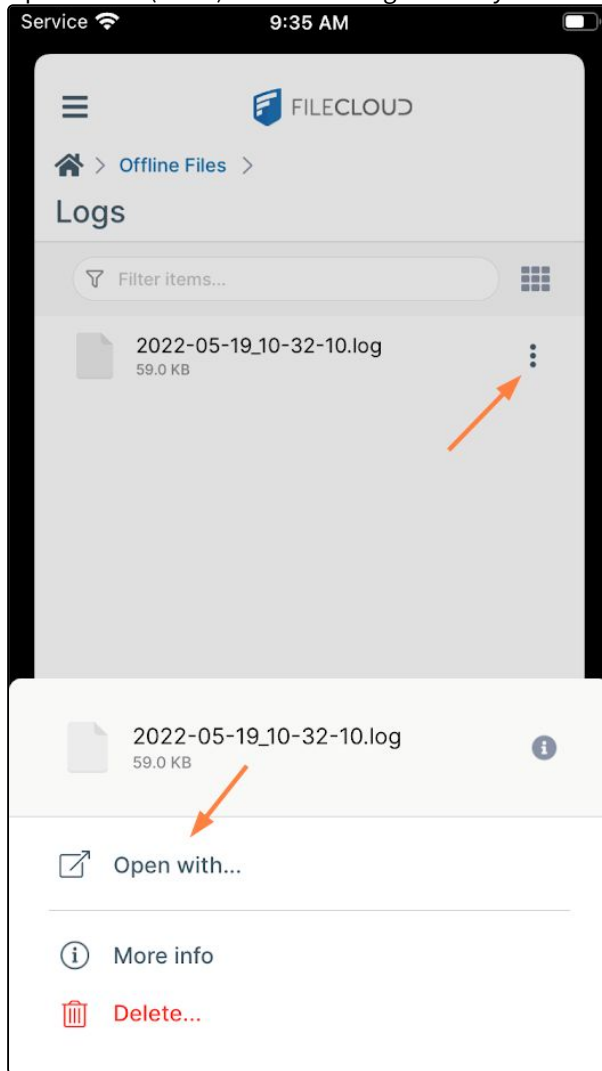 Service 9:35 AM
FILECLOUD
> Offline Files >
Logs
Filter items...
2022-05-19_10-32-10.log
59.0 KB
2022-05-19_10-32-10.log
59.0 KB
Open with...
More info
Delete...